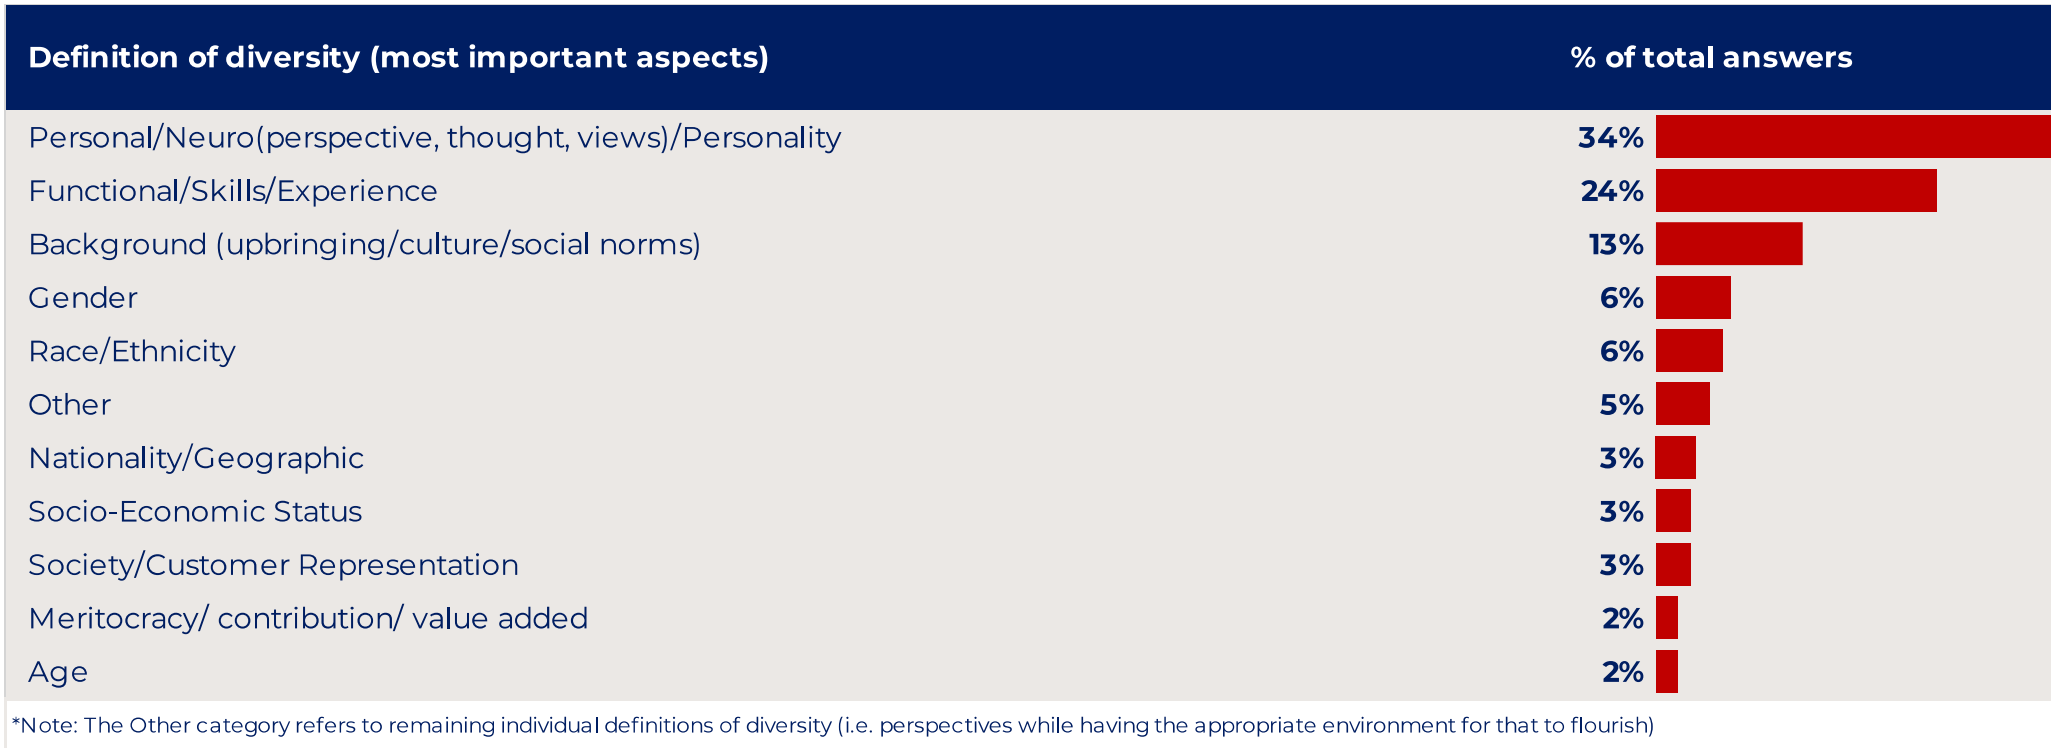 Definition of diversity (most important aspects) % of total answers
Personal/Neuro(perspective, thought, views)/Personality 34%
Functional/Skills/Experience 24%
Background (upbringing/culture/social norms) 13%
Gender 6%
Race/Ethnicity 6%
Other 5%
Nationality/Geographic 3%
Socio-Economic Status 3%
Society/Customer Representation 3%
Meritocracy/ contribution/ value added 2%
Age 2%
*Note: The Other category refers to remaining individual definitions of diversity (i.e. perspectives while having the appropriate environment for that to flourish)